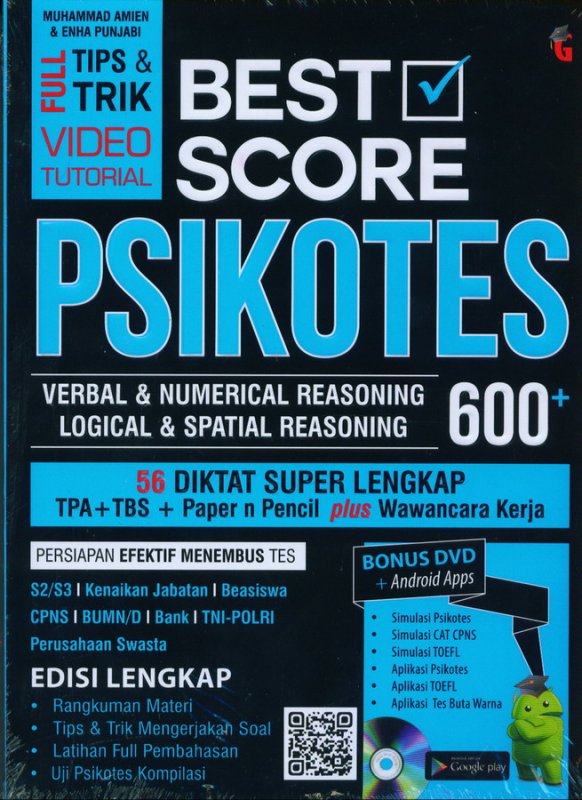 MUHAMMAD AMIEN
& ENHA PUNJABI
FULL TIPS &
TRIK
VIDEO
TUTORIAL
G
BEST
SCORE
PSIKOTES
VERBAL & NUMERICAL REASONING
LOGICAL & SPATIAL REASONING
600+
56 DIKTAT SUPER LENGKAP
TPA+TBS + Paper n Pencil plus Wawancara Kerja
PERSIAPAN EFEKTIF MENEMBUS TES
S2/S3 | Kenaikan Jabatan | Beasiswa
CPNS | BUMN/D | Bank | TNI-POLRI
Perusahaan Swasta
EDISI LENGKAP
• Rangkuman Materi
• Tips & Trik Mengerjakan Soal
• Latihan Full Pembahasan
• Uji Psikotes Kompilasi
BONUS DVD
+ Android Apps
• Simulasi Psikotes
• Simulasi CAT CPNS
• Simulasi TOEFL
• Aplikasi Psikotes
• Aplikasi TOEFL
• Aplikasi Tes Buta Warna
Google play